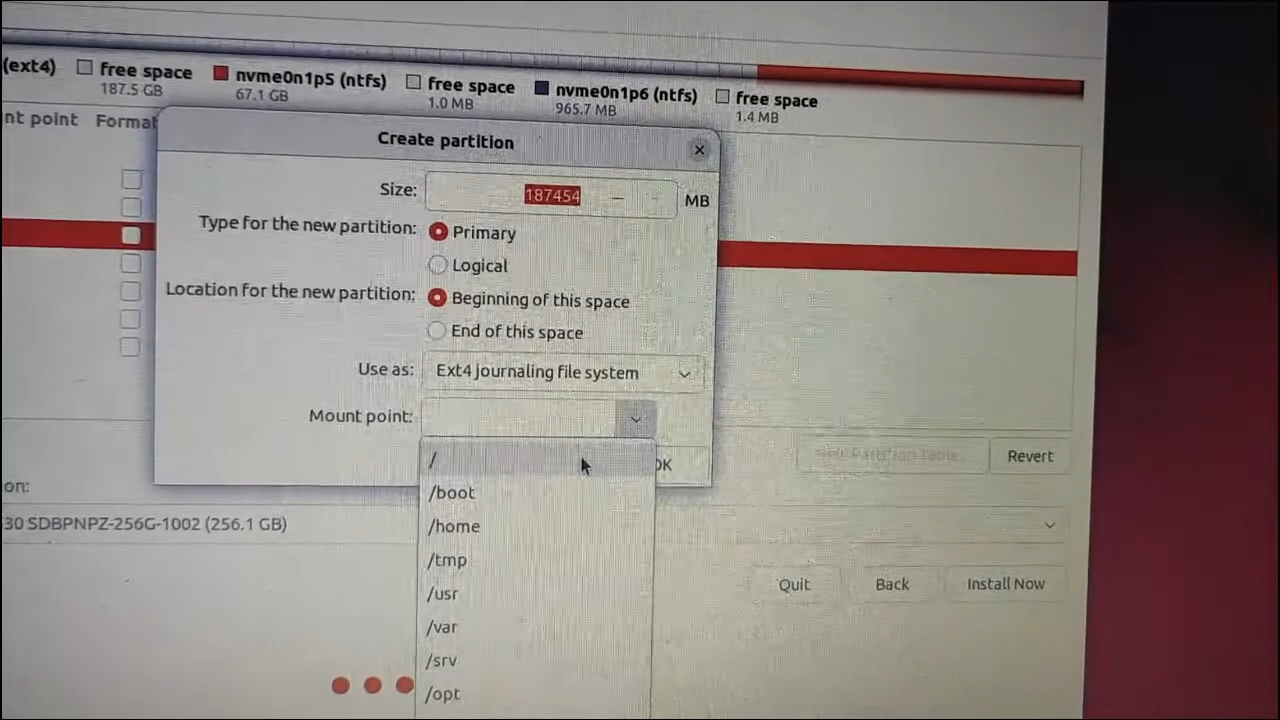 (ext4) free space nvme0n1p5 (ntfs) free space nvme0n1p6 (ntfs) free space
187.5 GB 67.1 GB 1.0 MB 965.7 MB 1.4 MB
nt point Format
Create partition
Size: 187454 MB
Type for the new partition: Primary
Logical
Location for the new partition: Beginning of this space
End of this space
Use as: Ext4 journaling file system
Mount point:
/
OK
Partition Table... Revert
/boot
on:
/home
30 SDBPNPZ-256G-1002 (256.1 GB)
/tmp
/usr
Quit Back Install Now
/var
/srv
/opt